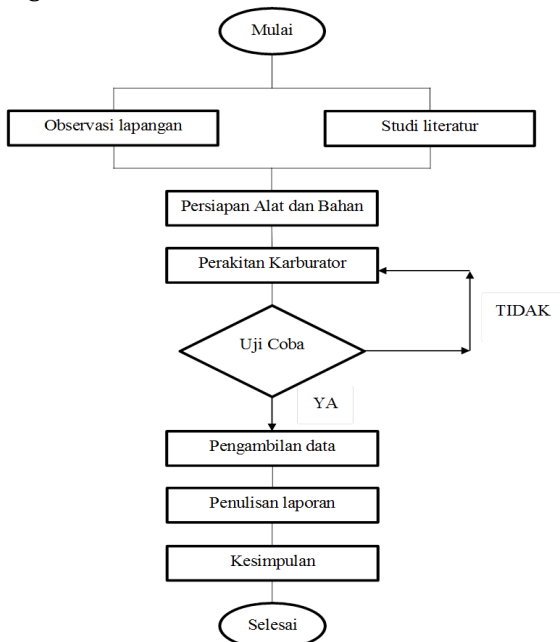 Mulai
Observasi lapangan
Studi literatur
Persiapan Alat dan Bahan
Perakitan Karburator
TIDAK
Uji Coba
YA
Pengambilan data
Penulisan laporan
Kesimpulan
Selesai